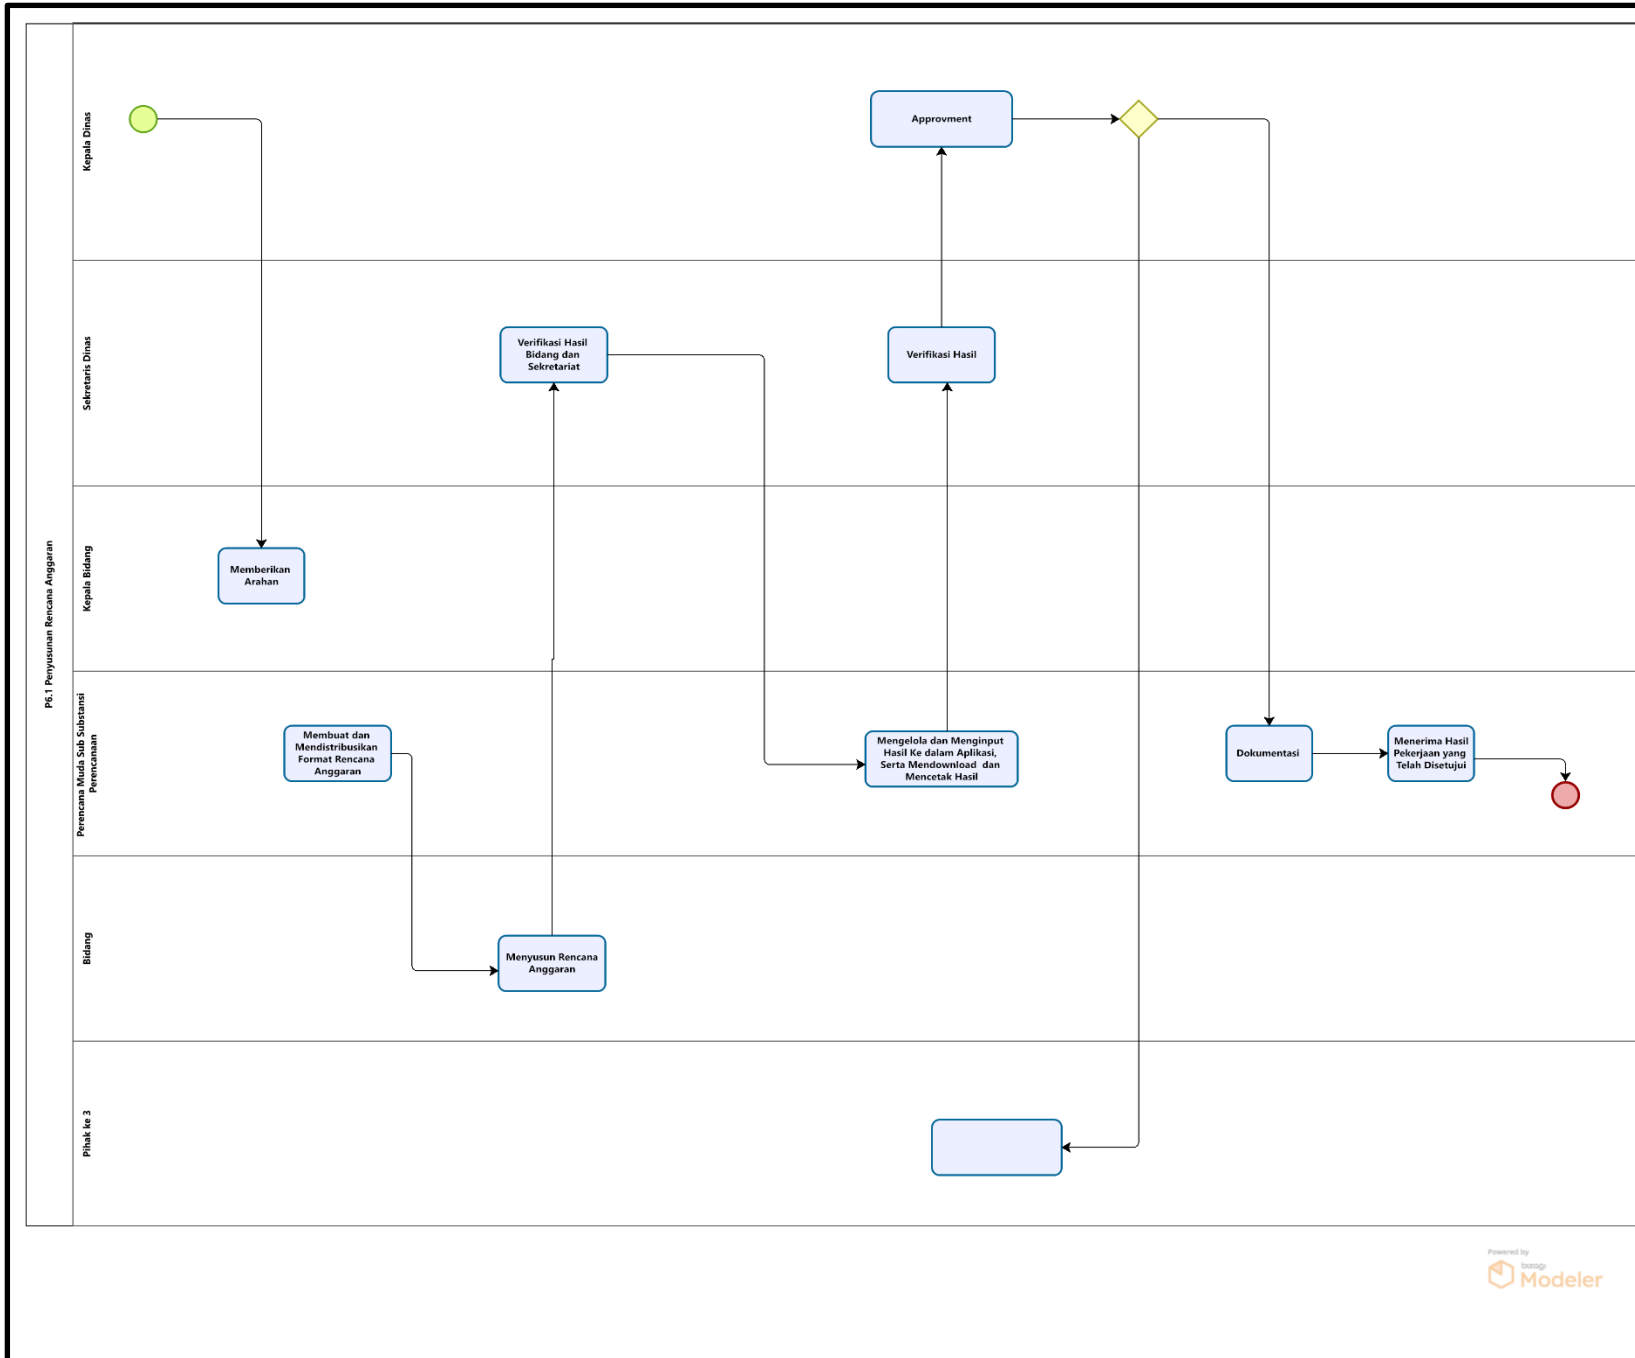 P6.1 Penyusunan Rencana Anggaran
Kepala Dinas
Approvment
Sekretaris Dinas
Verifikasi Hasil
Bidang dan
Sekretariat
Verifikasi Hasil
Kepala Bidang
Memberikan
Arahan
Perencana Muda Sub Substansi
Perencanaan
Membuat dan
Mendistribusikan
Format Rencana
Anggaran
Mengelola dan Menginput
Hasil Ke dalam Aplikasi,
Serta Mendownload dan
Mencetak Hasil
Dokumentasi
Menerima Hasil
Pekerjaan yang
Telah Disetujui
Bidang
Menyusun Rencana
Anggaran
Pihak ke 3
Powered by
bizagi
Modeler